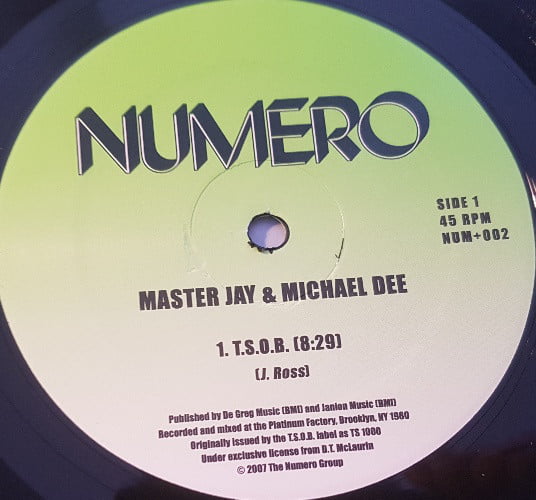 NUMERO
SIDE 1
45 RPM
NUM+002
MASTER JAY & MICHAEL DEE
1. T.S.O.B. (8:29)
(J. Ross)
Published by De Greg Music (BMI) and Janion Music (BMI)
Recorded and mixed at the Platinum Factory, Brooklyn, NY 1980
Originally issued by the T.S.O.B. label as TS 1000
Under exclusive license from D.T. McLaurin
© 2007 The Numero Group